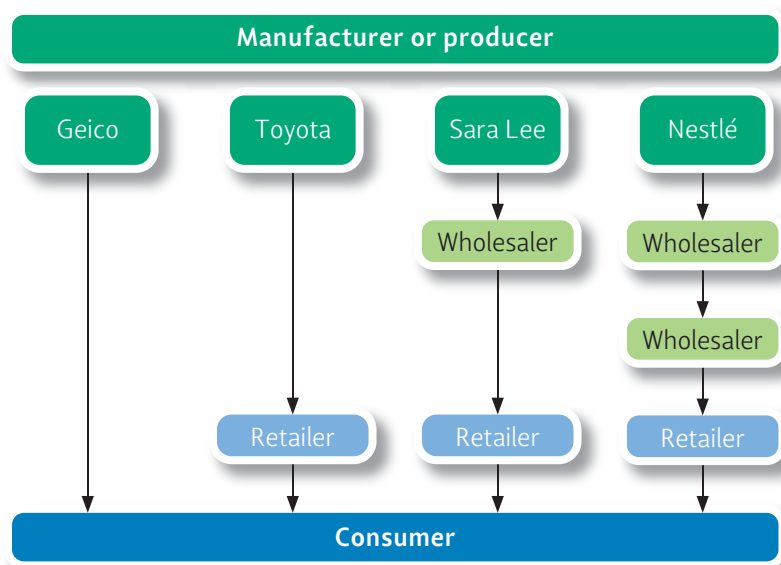 Manufacturer or producer
Geico
Toyota
Sara Lee
Nestlé
Wholesaler
Wholesaler
Wholesaler
Retailer
Retailer
Retailer
Consumer